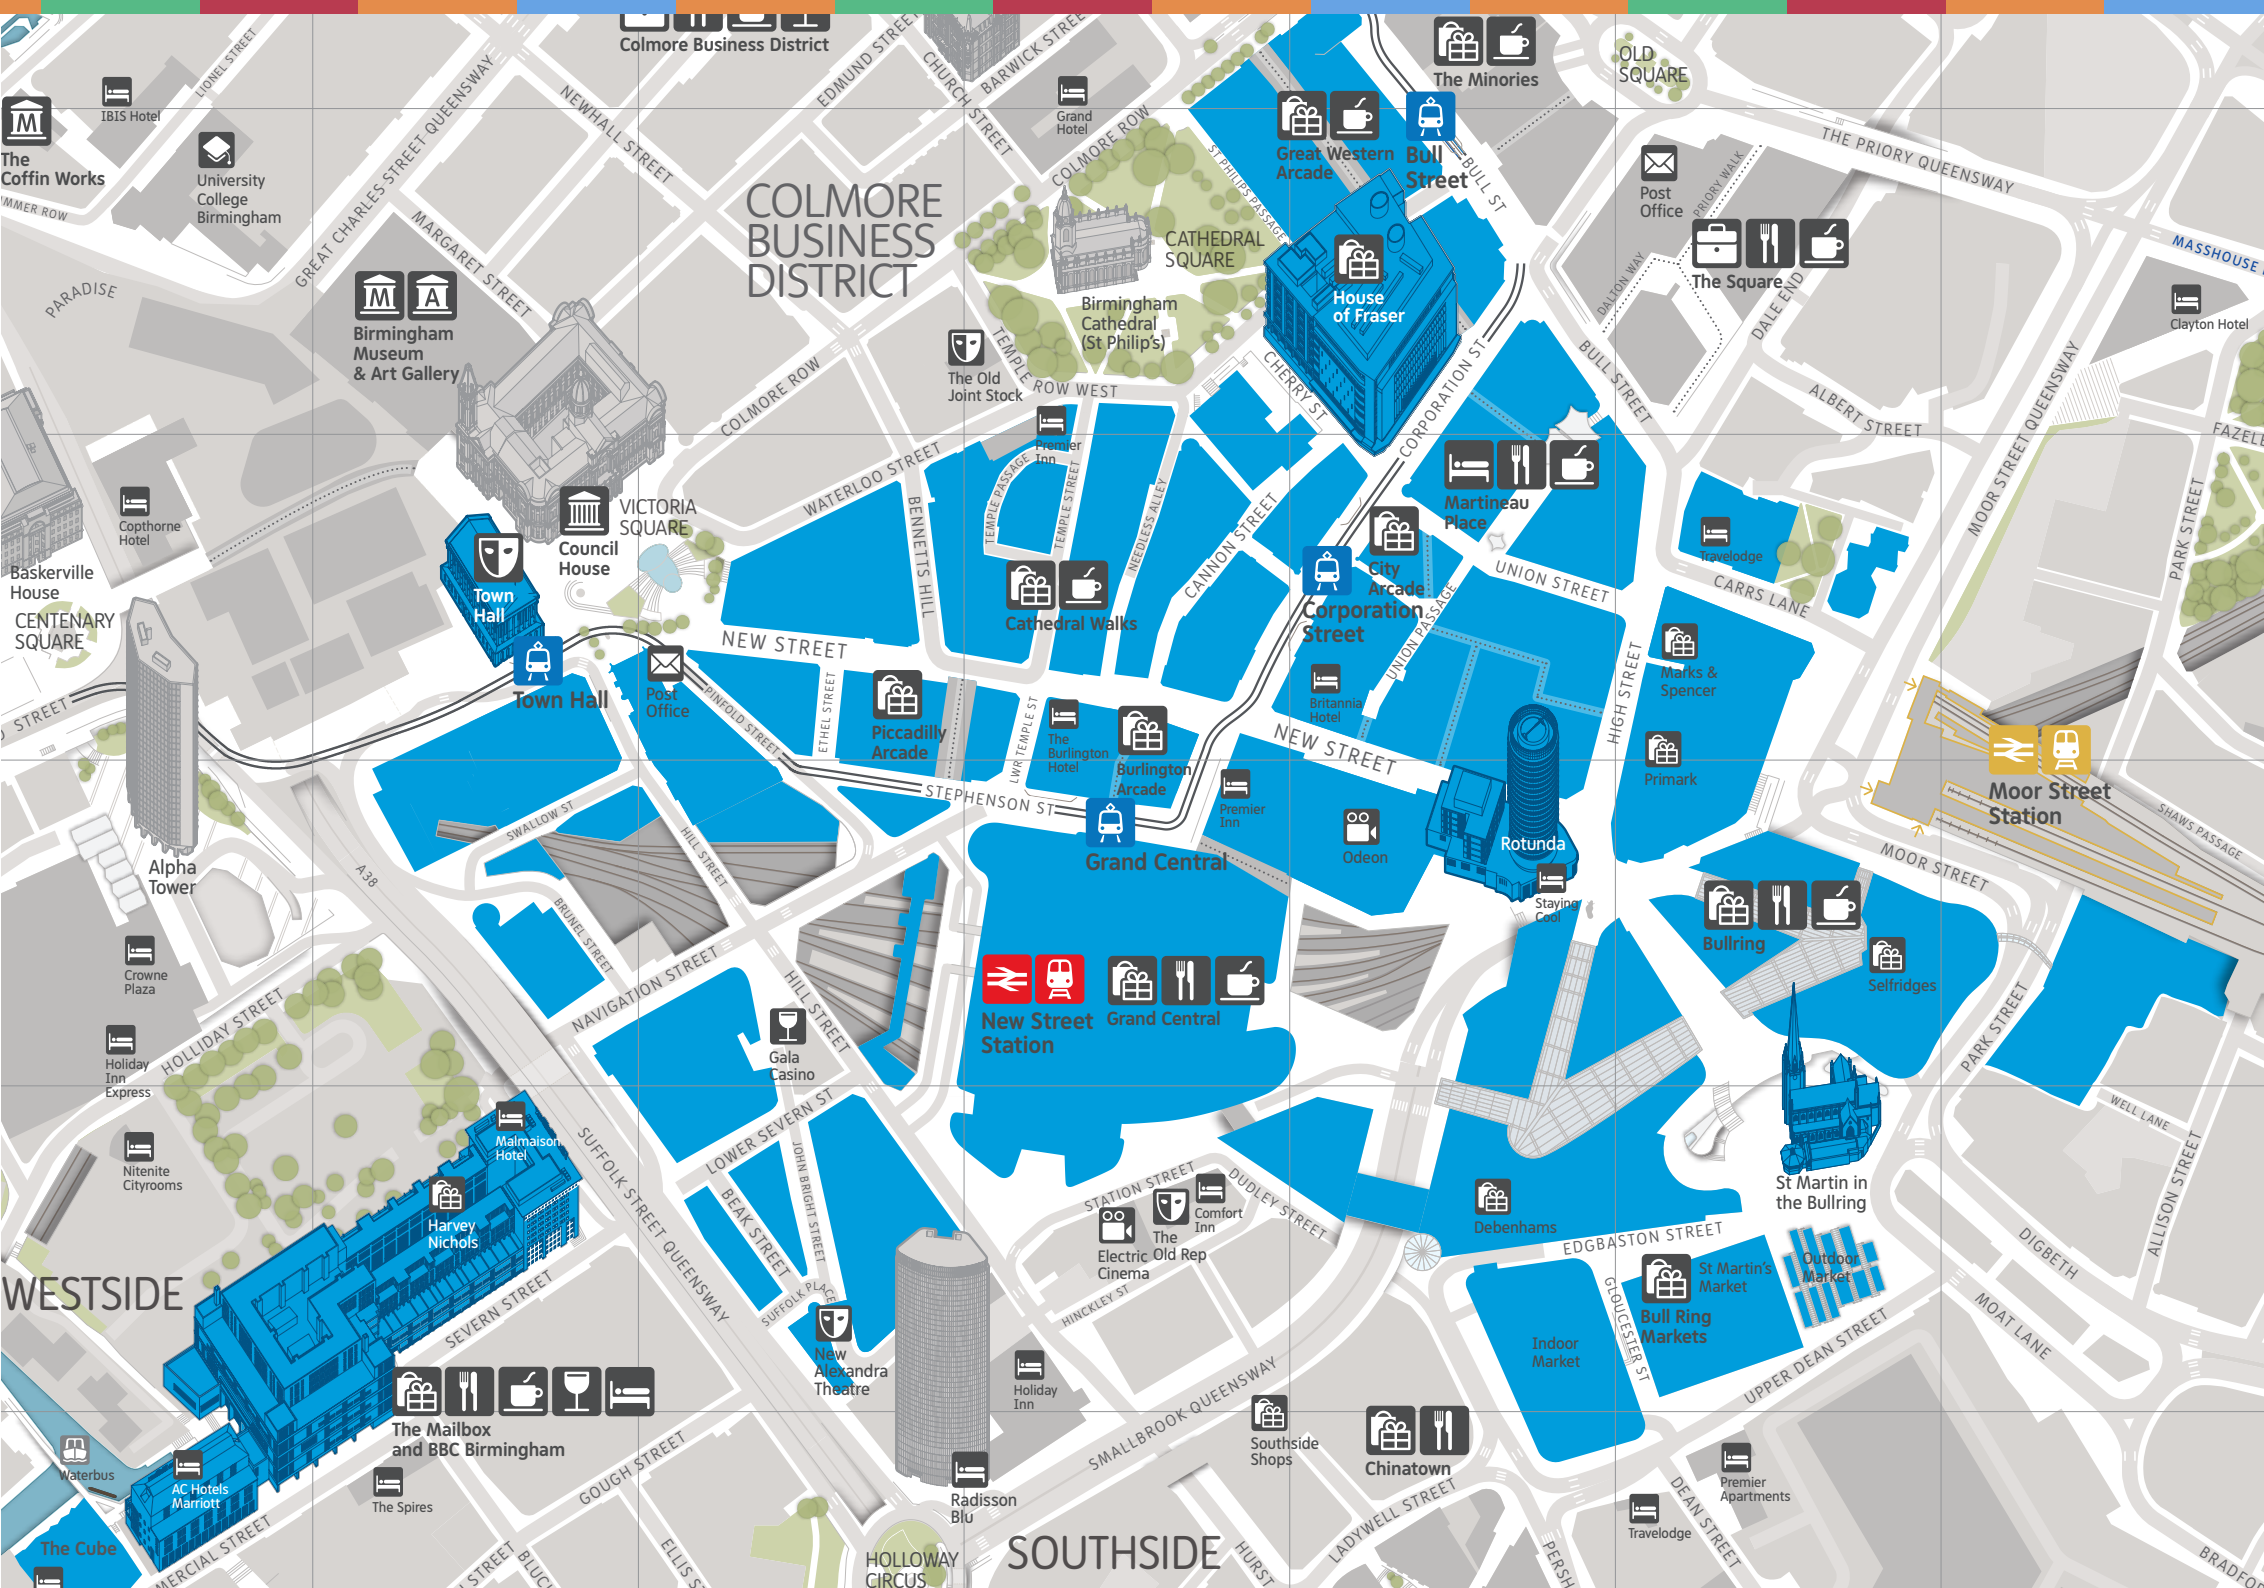 Colmore Business District
The Minories
OLD
SQUARE
IBIS Hotel
LIONEL STREET
EDMUND STREET
CHURCH STREET
BARWICK STREET
NEWHALL STREET
Grand
Hotel
COLMORE ROW
M
The
Coffin Works
University
College
Birmingham
GREAT CHARLES STREET QUEENSWAY
ST PHILIPS PASSAGE
Great Western
Arcade
Bull
Street
BULL ST
Post
Office
PRIORY WALK
THE PRIORY QUEENSWAY
MASSHOUSE
PARADISE
MARGARET STREET
COLMORE
BUSINESS
DISTRICT
CATHEDRAL
SQUARE
Birmingham
Cathedral
(St Philip's)
House
of Fraser
The Square
DALTON WAY
DALE END
Clayton Hotel
M A
Birmingham
Museum
& Art Gallery
The Old
Joint Stock
TEMPLE ROW WEST
CHERRY ST
CORPORATION ST
BULL STREET
ALBERT STREET
MOOR STREET QUEENSWAY
PARK STREET
COLMORE ROW
WATERLOO STREET
Premier
Inn
TEMPLE PASSAGE
TEMPLE STREET
NEEDLESS ALLEY
CANNON STREET
BENNETTS HILL
Martineau
Place
City
Arcade
Travelodge
CARRS LANE
UNION STREET
UNION PASSAGE
Copthorne
Hotel
VICTORIA
SQUARE
Council
House
Baskerville
House
CENTENARY
SQUARE
Town
Hall
Town Hall
Cathedral Walks
Corporation
Street
NEW STREET
Post
Office
PINFOLD STREET
ETHEL STREET
Piccadilly
Arcade
LWR TEMPLE ST
The
Burlington
Hotel
Burlington
Arcade
Britannia
Hotel
NEW STREET
HIGH STREET
Marks &
Spencer
Primark
Moor Street
Station
SHAWS PASSAGE
STREET
STEPHENSON ST
Grand Central
Premier
Inn
Odeon
Rotunda
Staying
Cool
MOOR STREET
SWALLOW ST
HILL STREET
Alpha
Tower
A38
BRUNEL STREET
NAVIGATION STREET
HILL STREET
Bullring
Selfridges
Crowne
Plaza
HOLLIDAY STREET
Holiday
Inn
Express
New Street
Station
Grand Central
Gala
Casino
PARK STREET
WELL LANE
ALLISON STREET
Malmaison
Hotel
SUFFOLK STREET QUEENSWAY
LOWER SEVERN ST
JOHN BRIGHT STREET
BEAK STREET
SUFFOLK PLACE
Nitenite
Cityrooms
Harvey
Nichols
SEVERN STREET
WESTSIDE
STATION STREET
DUDLEY STREET
Comfort
Inn
The
Old Rep
Electric
Cinema
HINCKLEY ST
Debenhams
EDGBASTON STREET
St Martin in
the Bullring
DIGBETH
St Martin's
Market
Outdoor
Market
Bull Ring
Markets
GLOUCESTER ST
Indoor
Market
UPPER DEAN STREET
MOAT LANE
New
Alexandra
Theatre
Holiday
Inn
SMALLBROOK QUEENSWAY
The Mailbox
and BBC Birmingham
The Spires
Waterbus
AC Hotels
Marriott
GOUGH STREET
Radisson
Blu
Southside
Shops
Chinatown
Premier
Apartments
Travelodge
DEAN STREET
LADYWELL STREET
The Cube
ELLIS
HOLLOWAY
CIRCUS
SOUTHSIDE
HURST
STREET